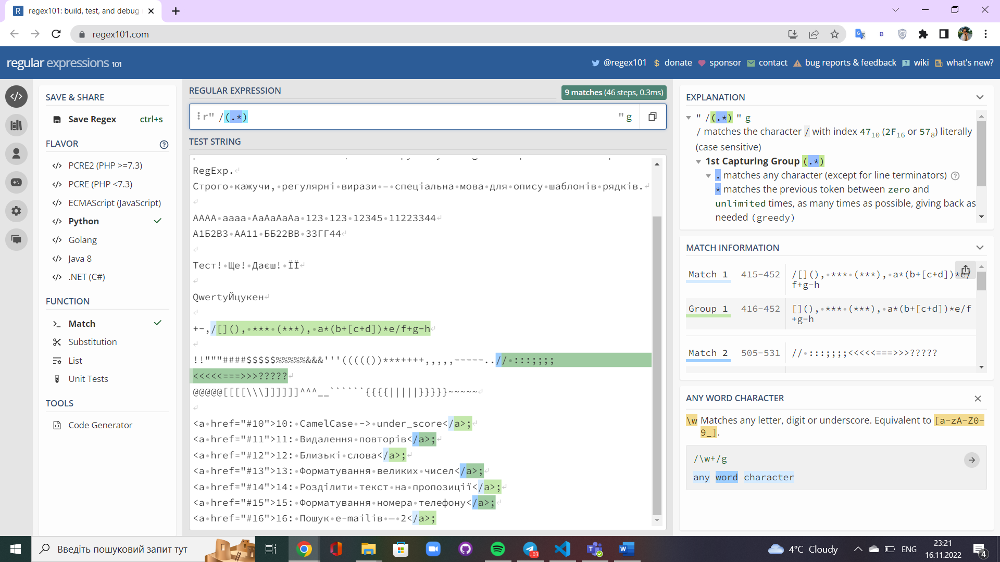 regex101: build, test, and debug
regex101.com
regular expressions 101
@regex101
donate
sponsor
contact
bug reports & feedback
wiki
what's new?
SAVE & SHARE
Save Regex ctrl+s
FLAVOR
PCRE2 (PHP >=7.3)
PCRE (PHP <7.3)
ECMAScript (JavaScript)
Python
Golang
Java 8
.NET (C#)
FUNCTION
Match
Substitution
List
Unit Tests
TOOLS
Code Generator
REGULAR EXPRESSION
9 matches (46 steps, 0.3ms)
r" /(.*) " g
TEST STRING
RegExp.
Строго кажучи, регулярні вирази – спеціальна мова для опису шаблонів рядків.
АААА аааа АаАаАаАа 123 123 12345 11223344
А1Б2В3 АА11 ББ22ВВ 33ГГ44
Тест! Ще! Даєш! ЇЇ
QwertyЙцукен
+-,/[](), *** (***), a*(b+[c+d])*e/f+g-h
!!"""####$$$$$%%%%%&&&'''((((())***++++,,,,,-----..// :::;;;;
<<<<<===>>>?????
@@@@@[[[[\\\]]]]]]^^^__``````{{{{|||||}}}}}~~~~~
<a href="#10">10: CamelCase -> under_score</a>;
<a href="#11">11: Видалення повторів</a>;
<a href="#12">12: Близькі слова</a>;
<a href="#13">13: Форматування великих чисел</a>;
<a href="#14">14: Розділити текст на пропозиції</a>;
<a href="#15">15: Форматування номера телефону</a>;
<a href="#16">16: Пошук e-mailів — 2</a>;
EXPLANATION
" /(.*) " g
/ matches the character / with index 47₁₀ (2F₁₆ or 57₈) literally
(case sensitive)
1st Capturing Group (.*)
. matches any character (except for line terminators)
* matches the previous token between zero and
unlimited times, as many times as possible, giving back as
needed (greedy)
MATCH INFORMATION
Match 1 415-452 /[](), *** (***), a*(b+[c+d])*e/
f+g-h
Group 1 416-452 [](), *** (***), a*(b+[c+d])*e/f
+g-h
Match 2 505-531 // :::;;;;<<<<<===>>>?????
ANY WORD CHARACTER
\w Matches any letter, digit or underscore. Equivalent to [a-zA-Z0-
9_].
/\w+/g
any word character
Введіть пошуковий запит тут
4°C Cloudy
ENG
23:21
16.11.2022
4